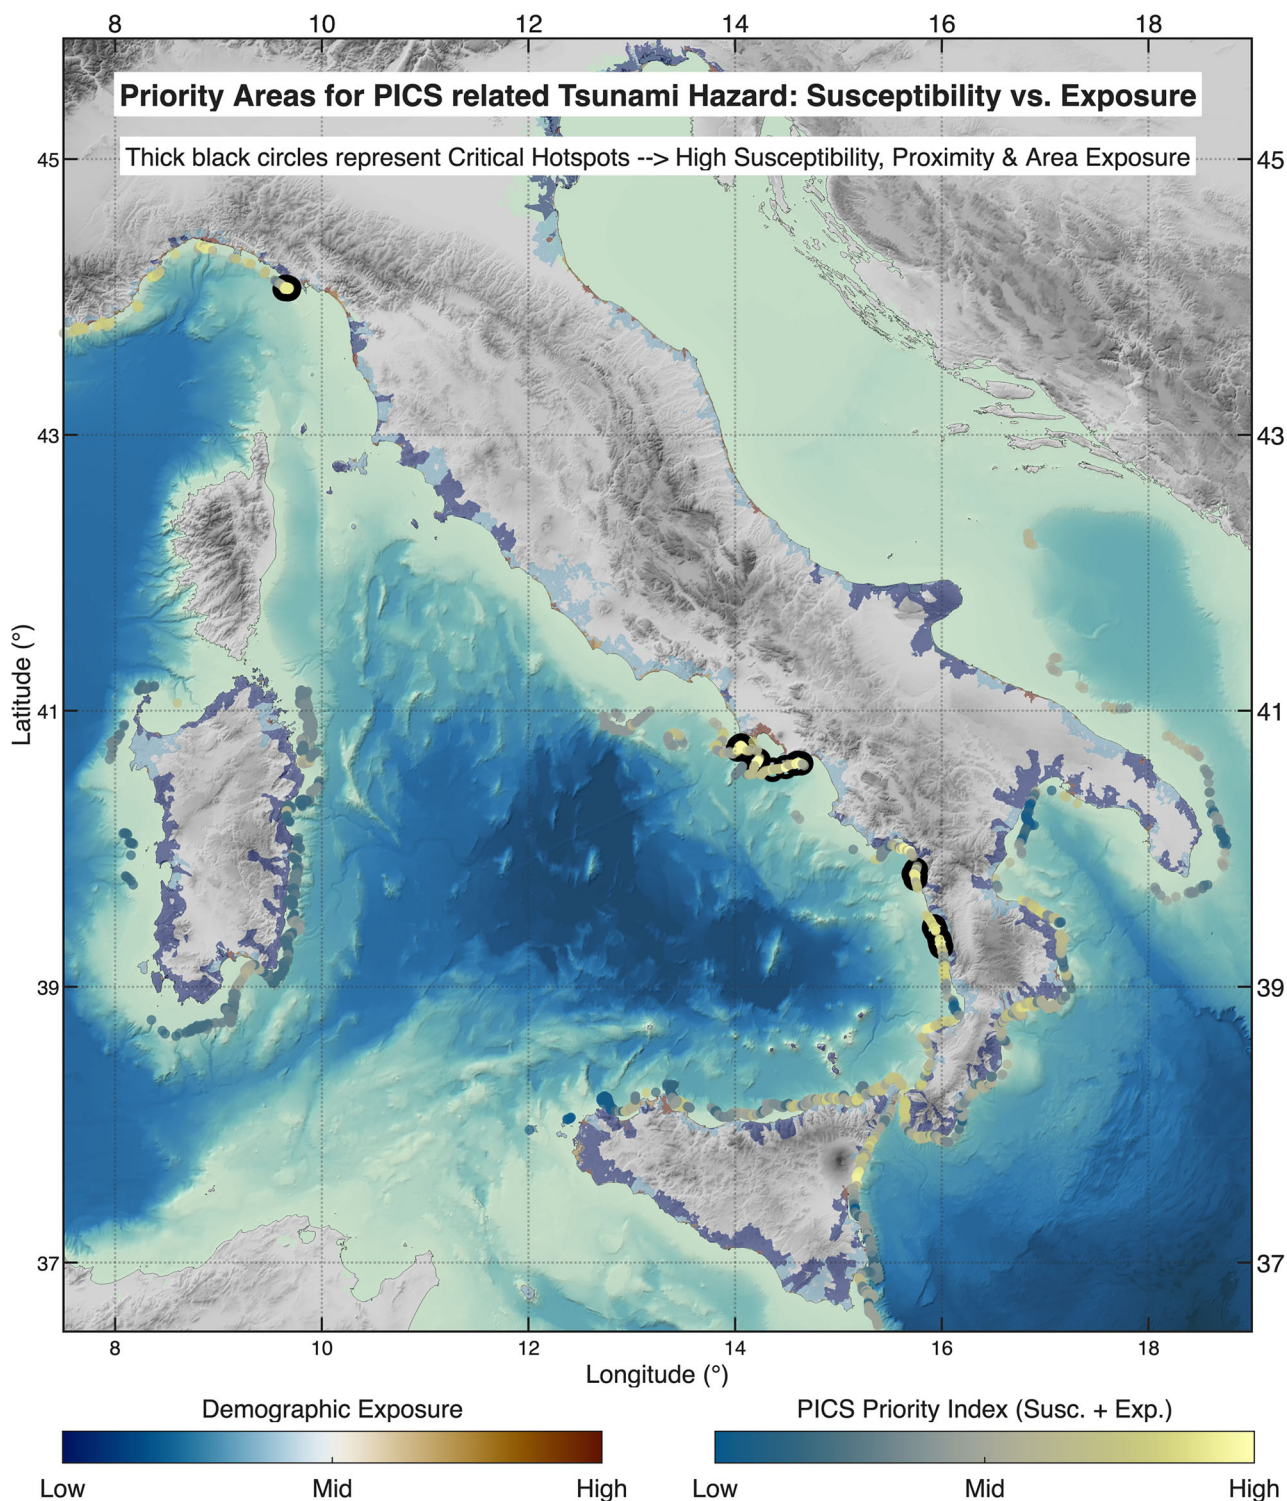 8 10 12 14 16 18
Priority Areas for PICS related Tsunami Hazard: Susceptibility vs. Exposure
Thick black circles represent Critical Hotspots --> High Susceptibility, Proximity & Area Exposure
45 45
43 43
41 41
39 39
37 37
Latitude (°)
8 10 12 14 16 18
Longitude (°)
Demographic Exposure
Low Mid High
PICS Priority Index (Susc. + Exp.)
Low Mid High